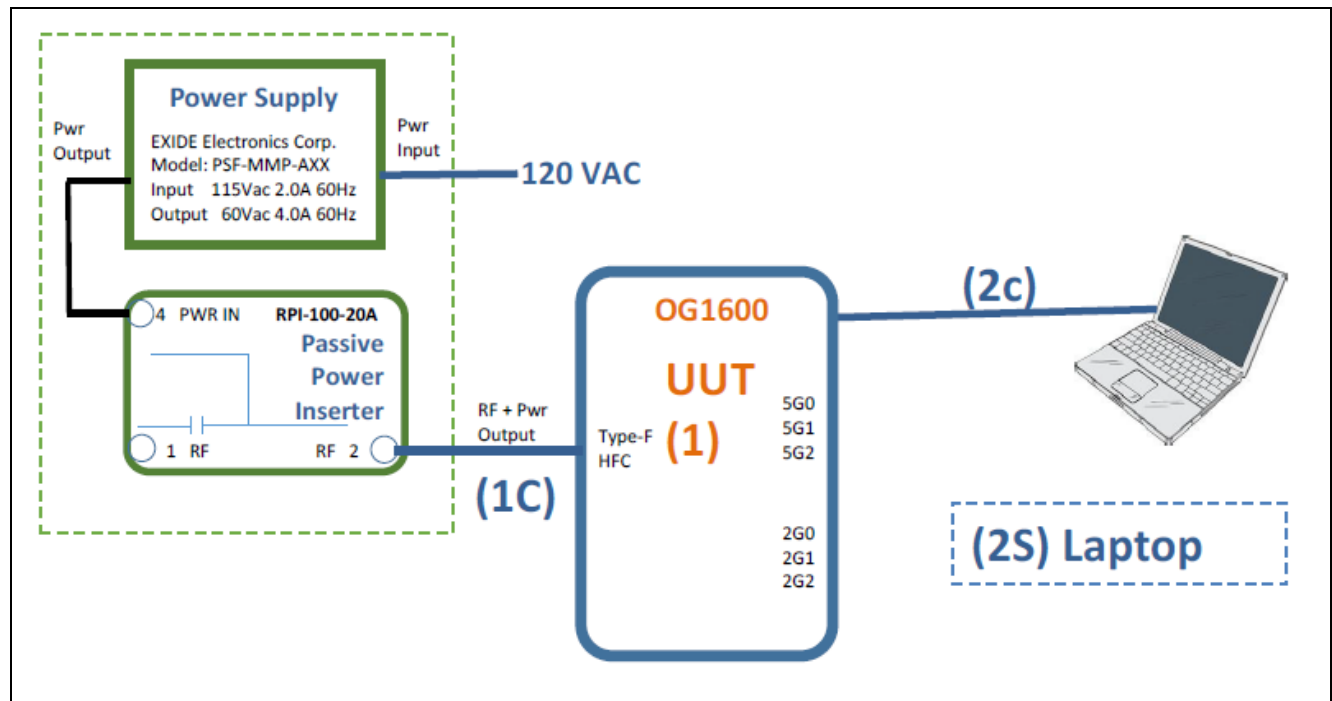 Power Supply
Pwr
Output
EXIDE Electronics Corp.
Model: PSF-MMP-AXX
Input 115Vac 2.0A 60Hz
Output 60Vac 4.0A 60Hz
Pwr
Input
120 VAC
4 PWR IN RPI-100-20A
Passive
Power
Inserter
1 RF RF 2
RF + Pwr
Output
(1C)
OG1600
UUT
(1)
Type-F
HFC
5G0
5G1
5G2
2G0
2G1
2G2
(2c)
(2S) Laptop